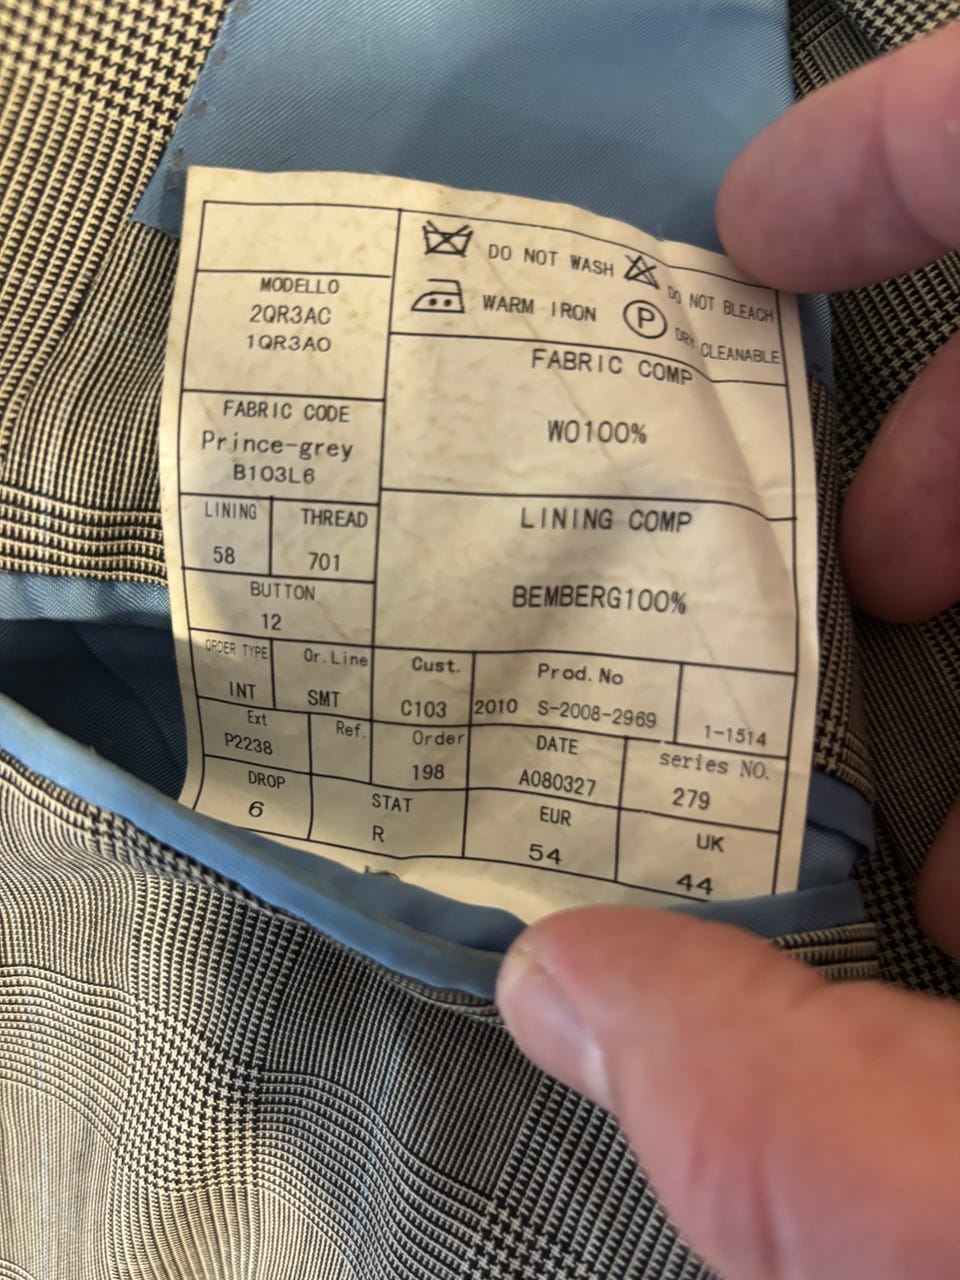 DO NOT WASH
DO NOT BLEACH
WARM IRON
P
DRY CLEANABLE
MODELLO
2QR3AC
1QR3AO
FABRIC COMP
WO100%
FABRIC CODE
Prince-grey
B103L6
LINING COMP
BEMBERG100%
LINING THREAD
58 701
BUTTON
12
ORDER TYPE Or.Line Cust. Prod.No
INT SMT C103 2010 S-2008-2969 1-1514
Ext Ref. Order DATE series NO.
P2238 198 A080327 279
DROP STAT EUR UK
6 R 54 44